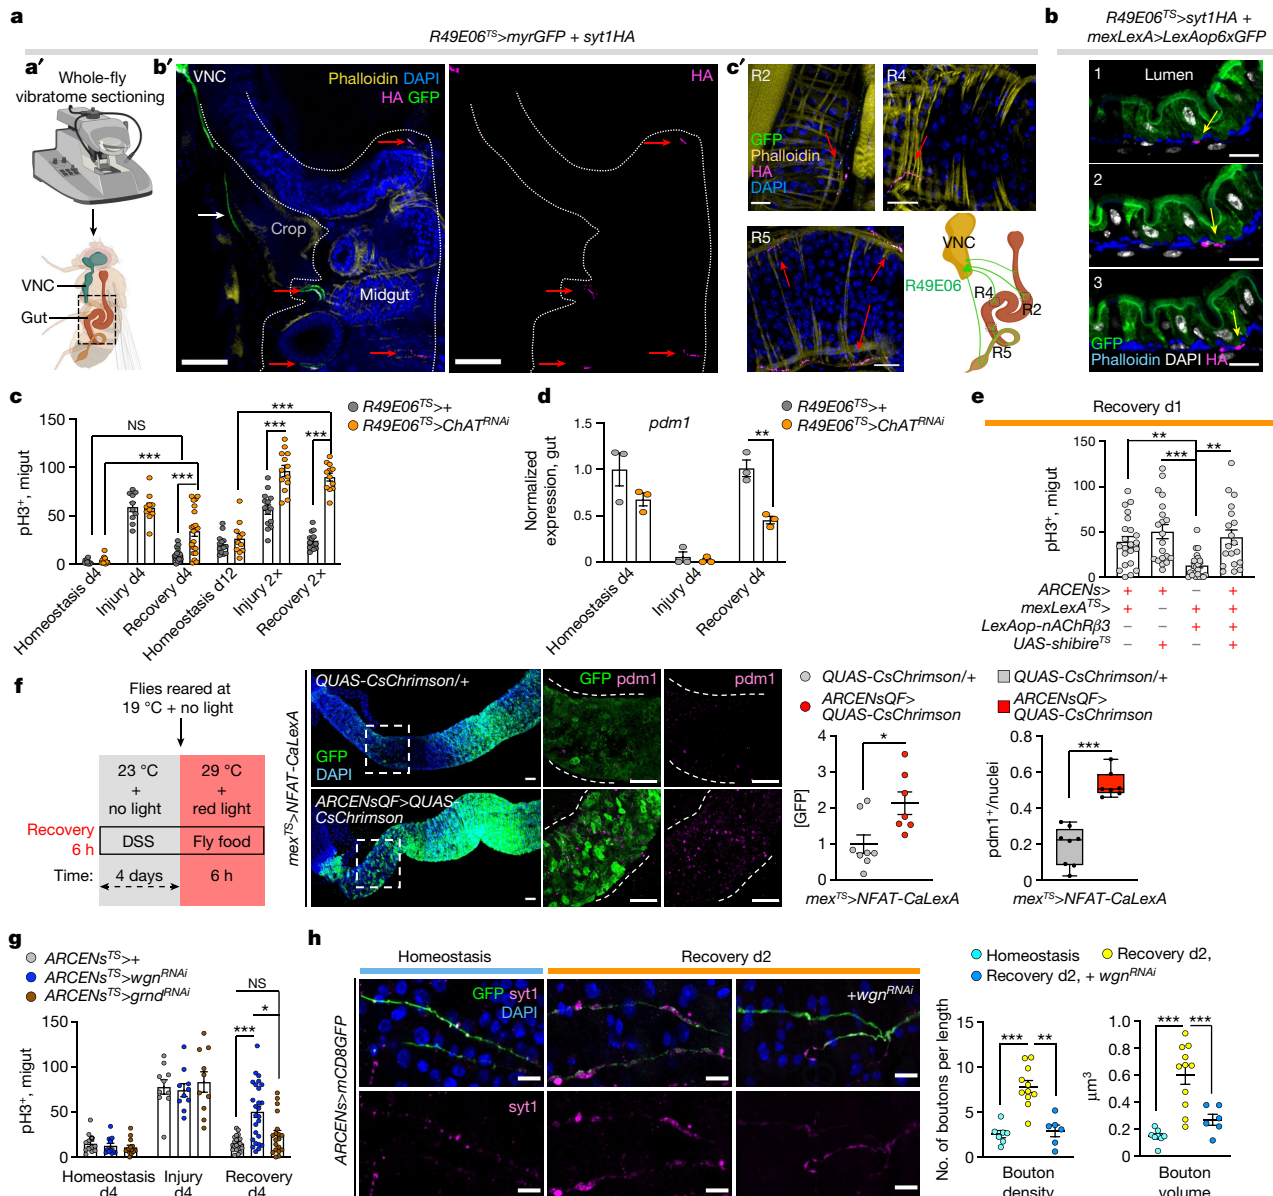 a
R49E06TS>myrGFP + syt1HA
b
R49E06TS>syt1HA +
mexLexA>LexAop6xGFP
a′
Whole-fly
vibratome sectioning
VNC
Gut
b′
VNC
Phalloidin DAPI
HA GFP
Crop
Midgut
HA
c′
R2
GFP
Phalloidin
HA
DAPI
R4
R5
VNC
R49E06
R4
R2
R5
1
Lumen
2
3
GFP
Phalloidin DAPI HA
c
R49E06TS>+
R49E06TS>ChATRNAi
pH3+, migut
150
100
50
0
NS
***
***
***
***
***
Homeostasis d4
Injury d4
Recovery d4
Homeostasis d12
Injury 2×
Recovery 2×
d
R49E06TS>+
R49E06TS>ChATRNAi
pdm1
Normalized
expression, gut
1.5
1.0
0.5
0
**
Homeostasis d4
Injury d4
Recovery d4
e
Recovery d1
pH3+, migut
150
100
50
0
**
***
**
ARCENs> + + − +
mexLexATS> + − + +
LexAop-nAChRβ3 − − + +
UAS-shibireTS − + − +
f
Flies reared at
19 °C + no light
23 °C
+
no light
29 °C
+
red light
Recovery
6 h
DSS
Fly food
Time:
4 days
6 h
mexTS>NFAT-CaLexA
QUAS-CsChrimson/+
GFP
DAPI
ARCENsQF>QUAS-
CsChrimson
GFP pdm1
pdm1
QUAS-CsChrimson/+
ARCENsQF>
QUAS-CsChrimson
[GFP]
4
3
2
1
0
*
mexTS>NFAT-CaLexA
QUAS-CsChrimson/+
ARCENsQF>
QUAS-CsChrimson
pdm1+/nuclei
0.8
0.6
0.4
0.2
0
***
mexTS>NFAT-CaLexA
g
ARCENsTS>+
ARCENsTS>wgnRNAi
ARCENsTS>grndRNAi
pH3+, migut
150
100
50
0
NS
*
***
Homeostasis
d4
Injury
d4
Recovery
d4
h
Homeostasis
Recovery d2
ARCENs>mCD8GFP
GFP syt1
DAPI
+wgnRNAi
syt1
Homeostasis
Recovery d2,
Recovery d2, + wgnRNAi
No. of boutons per length
15
10
5
0
***
**
Bouton
density
μm3
1.0
0.8
0.6
0.4
0.2
0
***
***
Bouton
volume